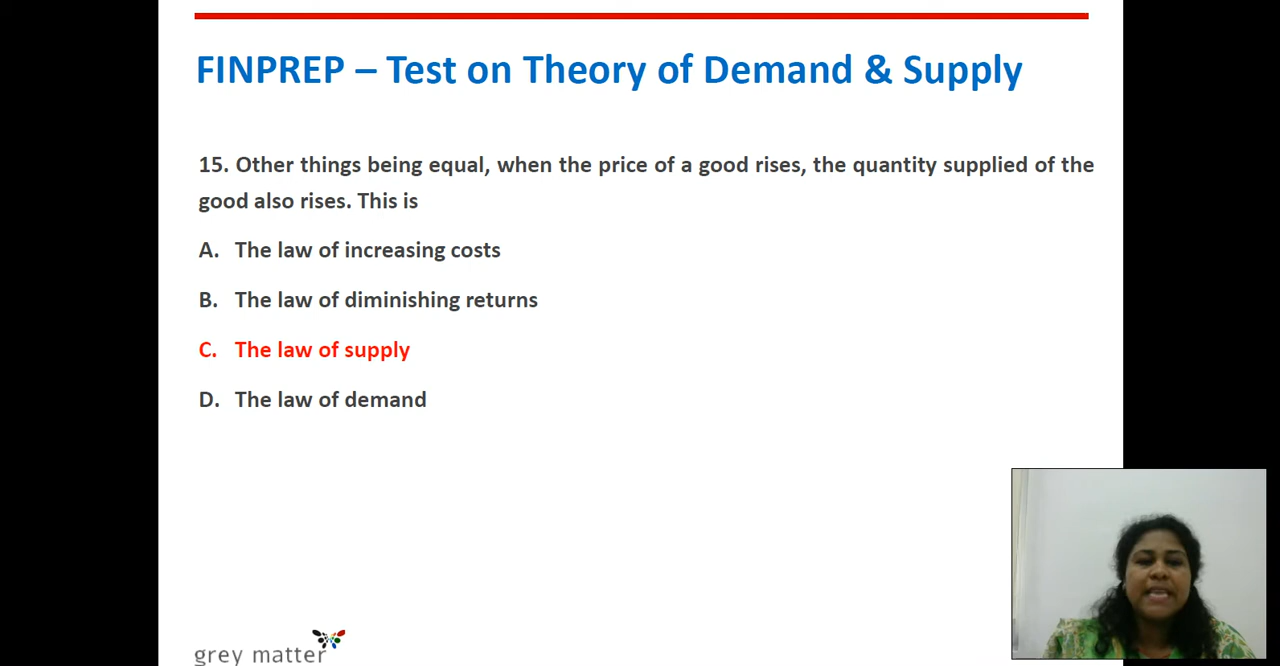 FINPREP – Test on Theory of Demand & Supply
15. Other things being equal, when the price of a good rises, the quantity supplied of the
good also rises. This is
A. The law of increasing costs
B. The law of diminishing returns
C. The law of supply
D. The law of demand
grey matter